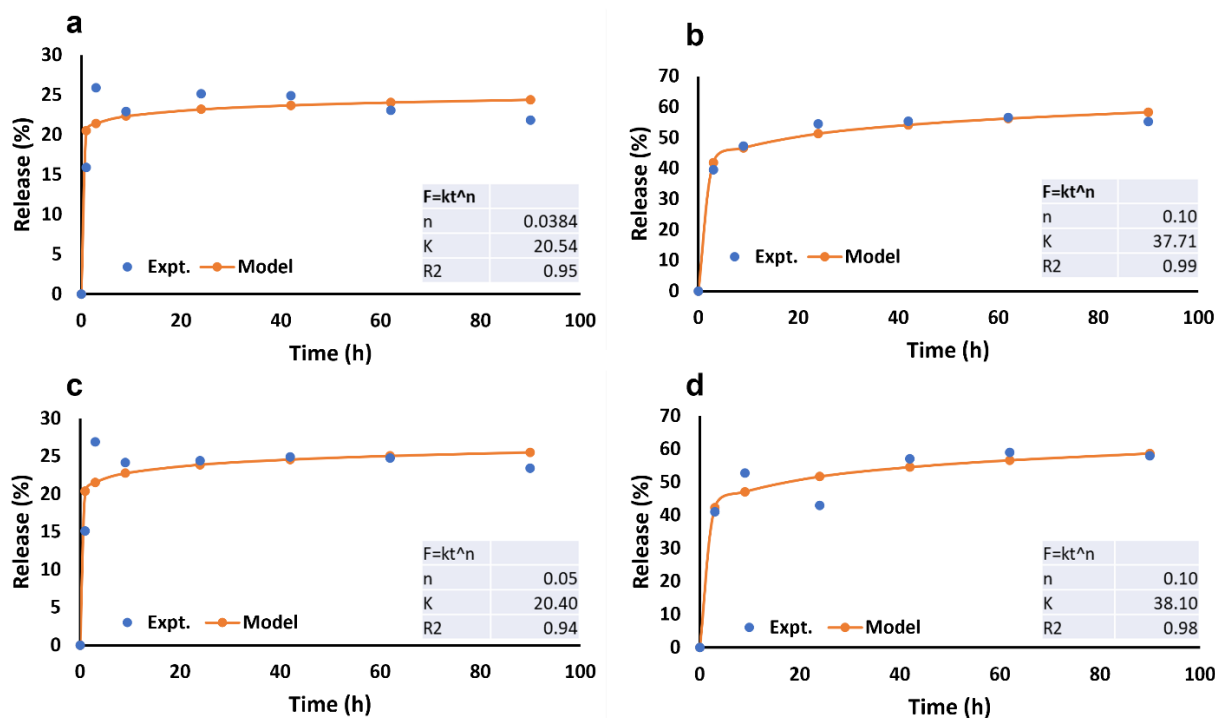 a
30
25
20
15
10
5
0
Release (%)
F=kt^n
n 0.0384
K 20.54
R2 0.95
Expt. Model
0 20 40 60 80 100
Time (h)
b
70
60
50
40
30
20
10
0
Release (%)
F=kt^n
n 0.10
K 37.71
R2 0.99
Expt. Model
0 20 40 60 80 100
Time (h)
c
30
25
20
15
10
5
0
Release (%)
F=kt^n
n 0.05
K 20.40
R2 0.94
Expt. Model
0 20 40 60 80 100
Time (h)
d
70
60
50
40
30
20
10
0
Release (%)
F=kt^n
n 0.10
K 38.10
R2 0.98
Expt. Model
0 20 40 60 80 100
Time (h)